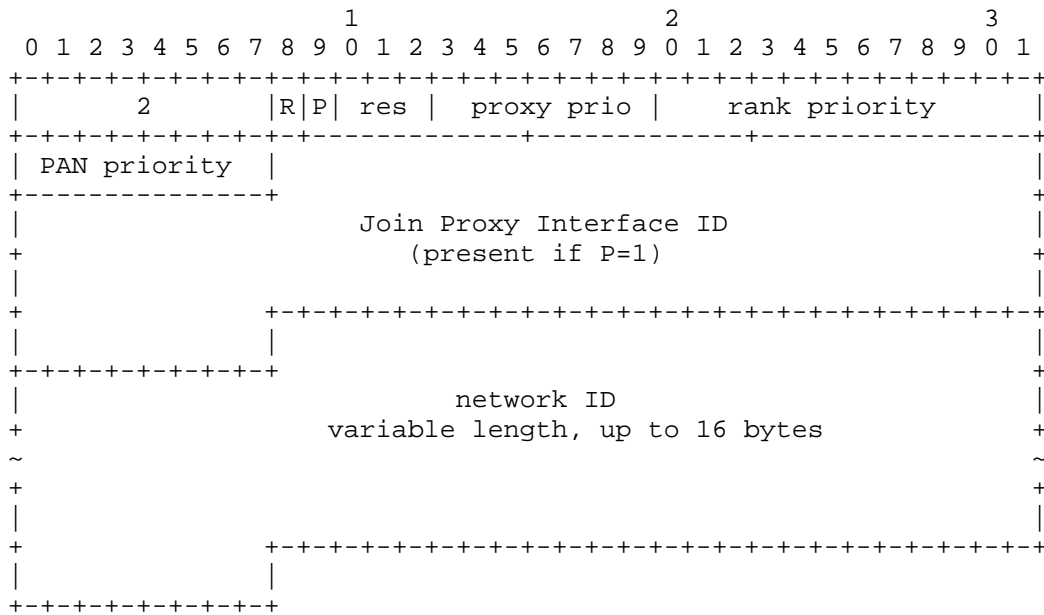 1                   2                   3
 0 1 2 3 4 5 6 7 8 9 0 1 2 3 4 5 6 7 8 9 0 1 2 3 4 5 6 7 8 9 0 1
+-+-+-+-+-+-+-+-+-+-+-+-+-+-+-+-+-+-+-+-+-+-+-+-+-+-+-+-+-+-+-+-+
|       2       |R|P| res |  proxy prio |    rank priority      |
+-+-+-+-+-+-+-+-+-+-------------+-------------+-----------------+
| PAN priority  |                                               |
+---------------+                                               +
|                     Join Proxy Interface ID                   |
+                        (present if P=1)                       +
|                                                               |
+               +-+-+-+-+-+-+-+-+-+-+-+-+-+-+-+-+-+-+-+-+-+-+-+-+
|               |                                               |
+-+-+-+-+-+-+-+-+                                               +
|                           network ID                          |
+                   variable length, up to 16 bytes             +
~                                                               ~
+                                                               +
|                                                               |
+               +-+-+-+-+-+-+-+-+-+-+-+-+-+-+-+-+-+-+-+-+-+-+-+-+
|               |
+-+-+-+-+-+-+-+-+